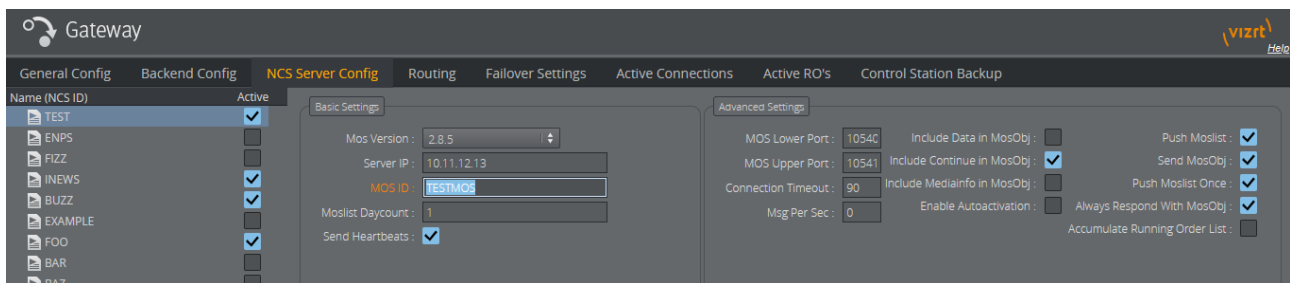 Gateway
vizrt
Help
General Config Backend Config NCS Server Config Routing Failover Settings Active Connections Active RO's Control Station Backup
Name (NCS ID) Active
TEST
ENPS
FIZZ
INEWS
BUZZ
EXAMPLE
FOO
BAR
BAZ
Basic Settings
Mos Version : 2.8.5
Server IP : 10.11.12.13
MOS ID : TESTMOS
Moslist Daycount : 1
Send Heartbeats :
Advanced Settings
MOS Lower Port : 10540 Include Data in MosObj : Push Moslist :
MOS Upper Port : 10541 Include Continue in MosObj : Send MosObj :
Connection Timeout : 90 Include Mediainfo in MosObj : Push Moslist Once :
Msg Per Sec : 0 Enable Autoactivation : Always Respond With MosObj :
Accumulate Running Order List :